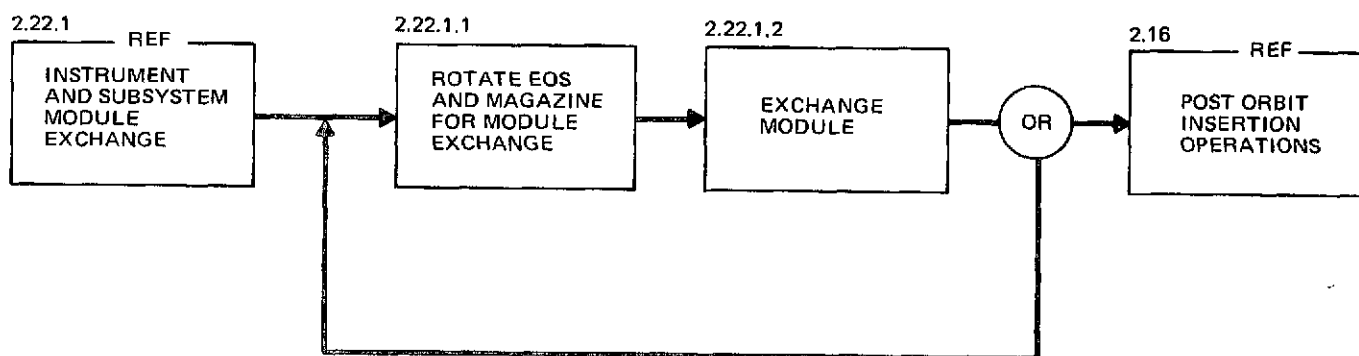 2.22.1
REF
INSTRUMENT
AND SUBSYSTEM
MODULE
EXCHANGE
2.22.1.1
ROTATE EOS
AND MAGAZINE
FOR MODULE
EXCHANGE
2.22.1.2
EXCHANGE
MODULE
OR
2.16
REF
POST ORBIT
INSERTION
OPERATIONS